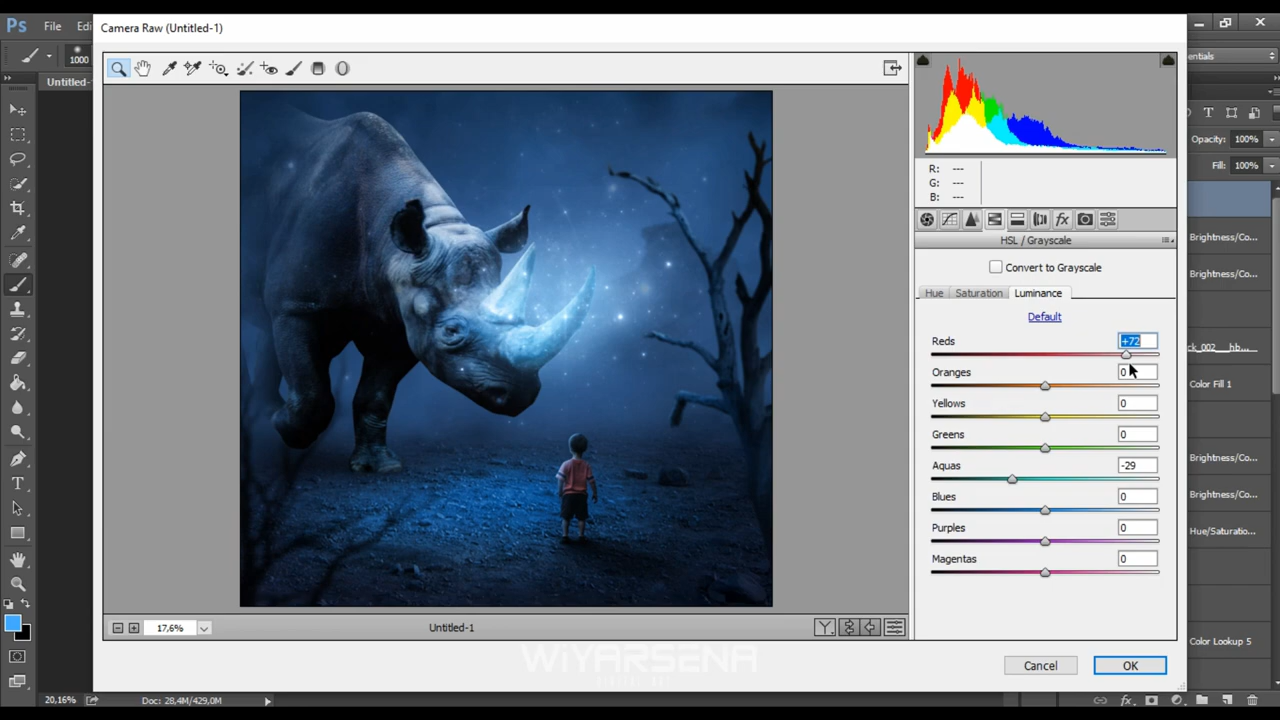 Ps File Edi
Camera Raw (Untitled-1)
1000
Untitled-
entials
Opacity: 100%
Fill: 100%
R: ---
G: ---
B: ---
HSL / Grayscale
Convert to Grayscale
Hue Saturation Luminance
Default
Reds +72
Oranges 0
Yellows 0
Greens 0
Aquas -29
Blues 0
Purples 0
Magentas 0
Brightness/Co...
Brightness/Co...
ck_002___hb...
Color Fill 1
Brightness/Co...
Brightness/Co...
Hue/Saturatio...
Color Lookup 5
17,6%
Untitled-1
WiYARSENA
Cancel OK
20,16% Doc: 28,4M/429,0M